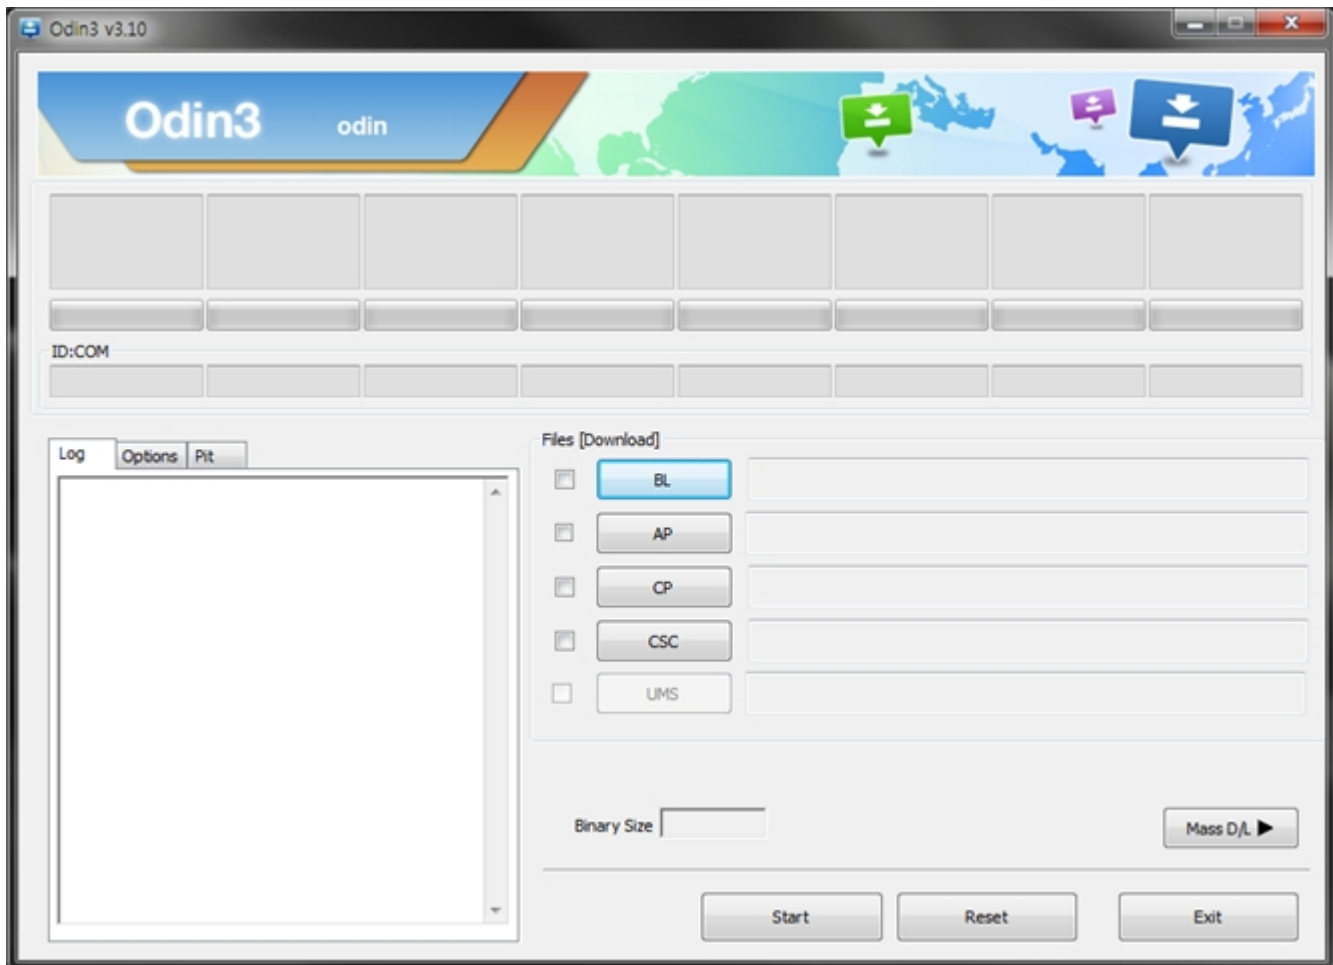 Odin3 v3.10
Odin3 odin
ID:COM
Log Options Pit
Files [Download]
BL
AP
CP
CSC
UMS
Binary Size
Mass D/L ▶
Start Reset Exit